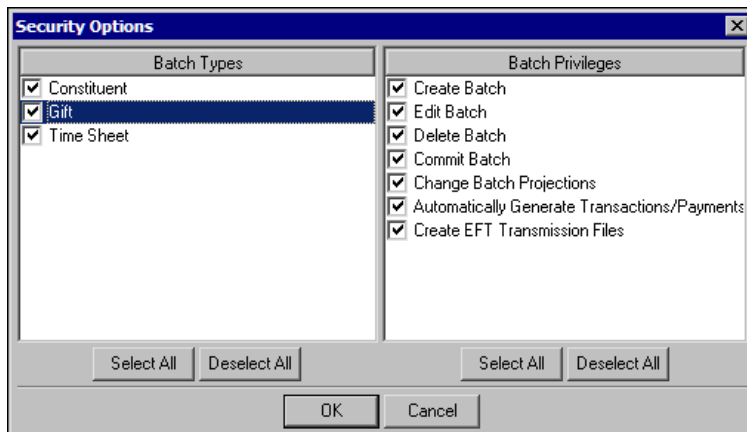 Security Options
Batch Types
Constituent
Gift
Time Sheet
Select All
Deselect All
Batch Privileges
Create Batch
Edit Batch
Delete Batch
Commit Batch
Change Batch Projections
Automatically Generate Transactions/Payments
Create EFT Transmission Files
Select All
Deselect All
OK
Cancel